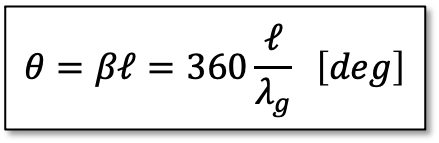 θ = βℓ = 360 ℓ/λ_g [deg]